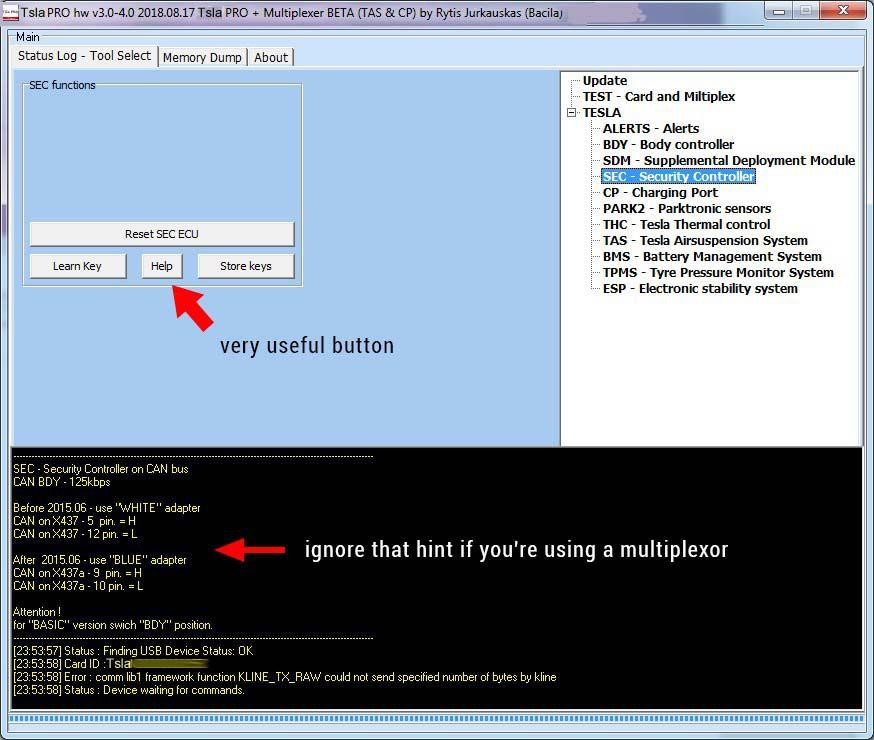 Tsla PRO hw v3.0-4.0 2018.08.17 Tsla PRO + Multiplexer BETA (TAS & CP) by Rytis Jurkauskas (Bacila)
Main
Status Log - Tool Select
Memory Dump
About
SEC functions
Reset SEC ECU
Learn Key
Help
Store keys
very useful button
Update
TEST - Card and Miltiplex
TESLA
ALERTS - Alerts
BDY - Body controller
SDM - Supplemental Deployment Module
SEC - Security Controller
CP - Charging Port
PARK2 - Parktronic sensors
THC - Tesla Thermal control
TAS - Tesla Airsuspension System
BMS - Battery Management System
TPMS - Tyre Pressure Monitor System
ESP - Electronic stability system
SEC - Security Controller on CAN bus
CAN BDY - 125kbps
Before 2015.06 - use "WHITE" adapter
CAN on X437 - 5 pin. = H
CAN on X437 - 12 pin. = L
ignore that hint if you're using a multiplexor
After 2015.06 - use "BLUE" adapter
CAN on X437a - 9 pin. = H
CAN on X437a - 10 pin. = L
Attention !
for "BASIC" version swich "BDY" position.
[23:53:57] Status : Finding USB Device Status: OK
[23:53:58] Card ID :Tsla
[23:53:58] Error : comm lib1 framework function KLINE_TX_RAW could not send specified number of bytes by kline
[23:53:58] Status : Device waiting for commands.